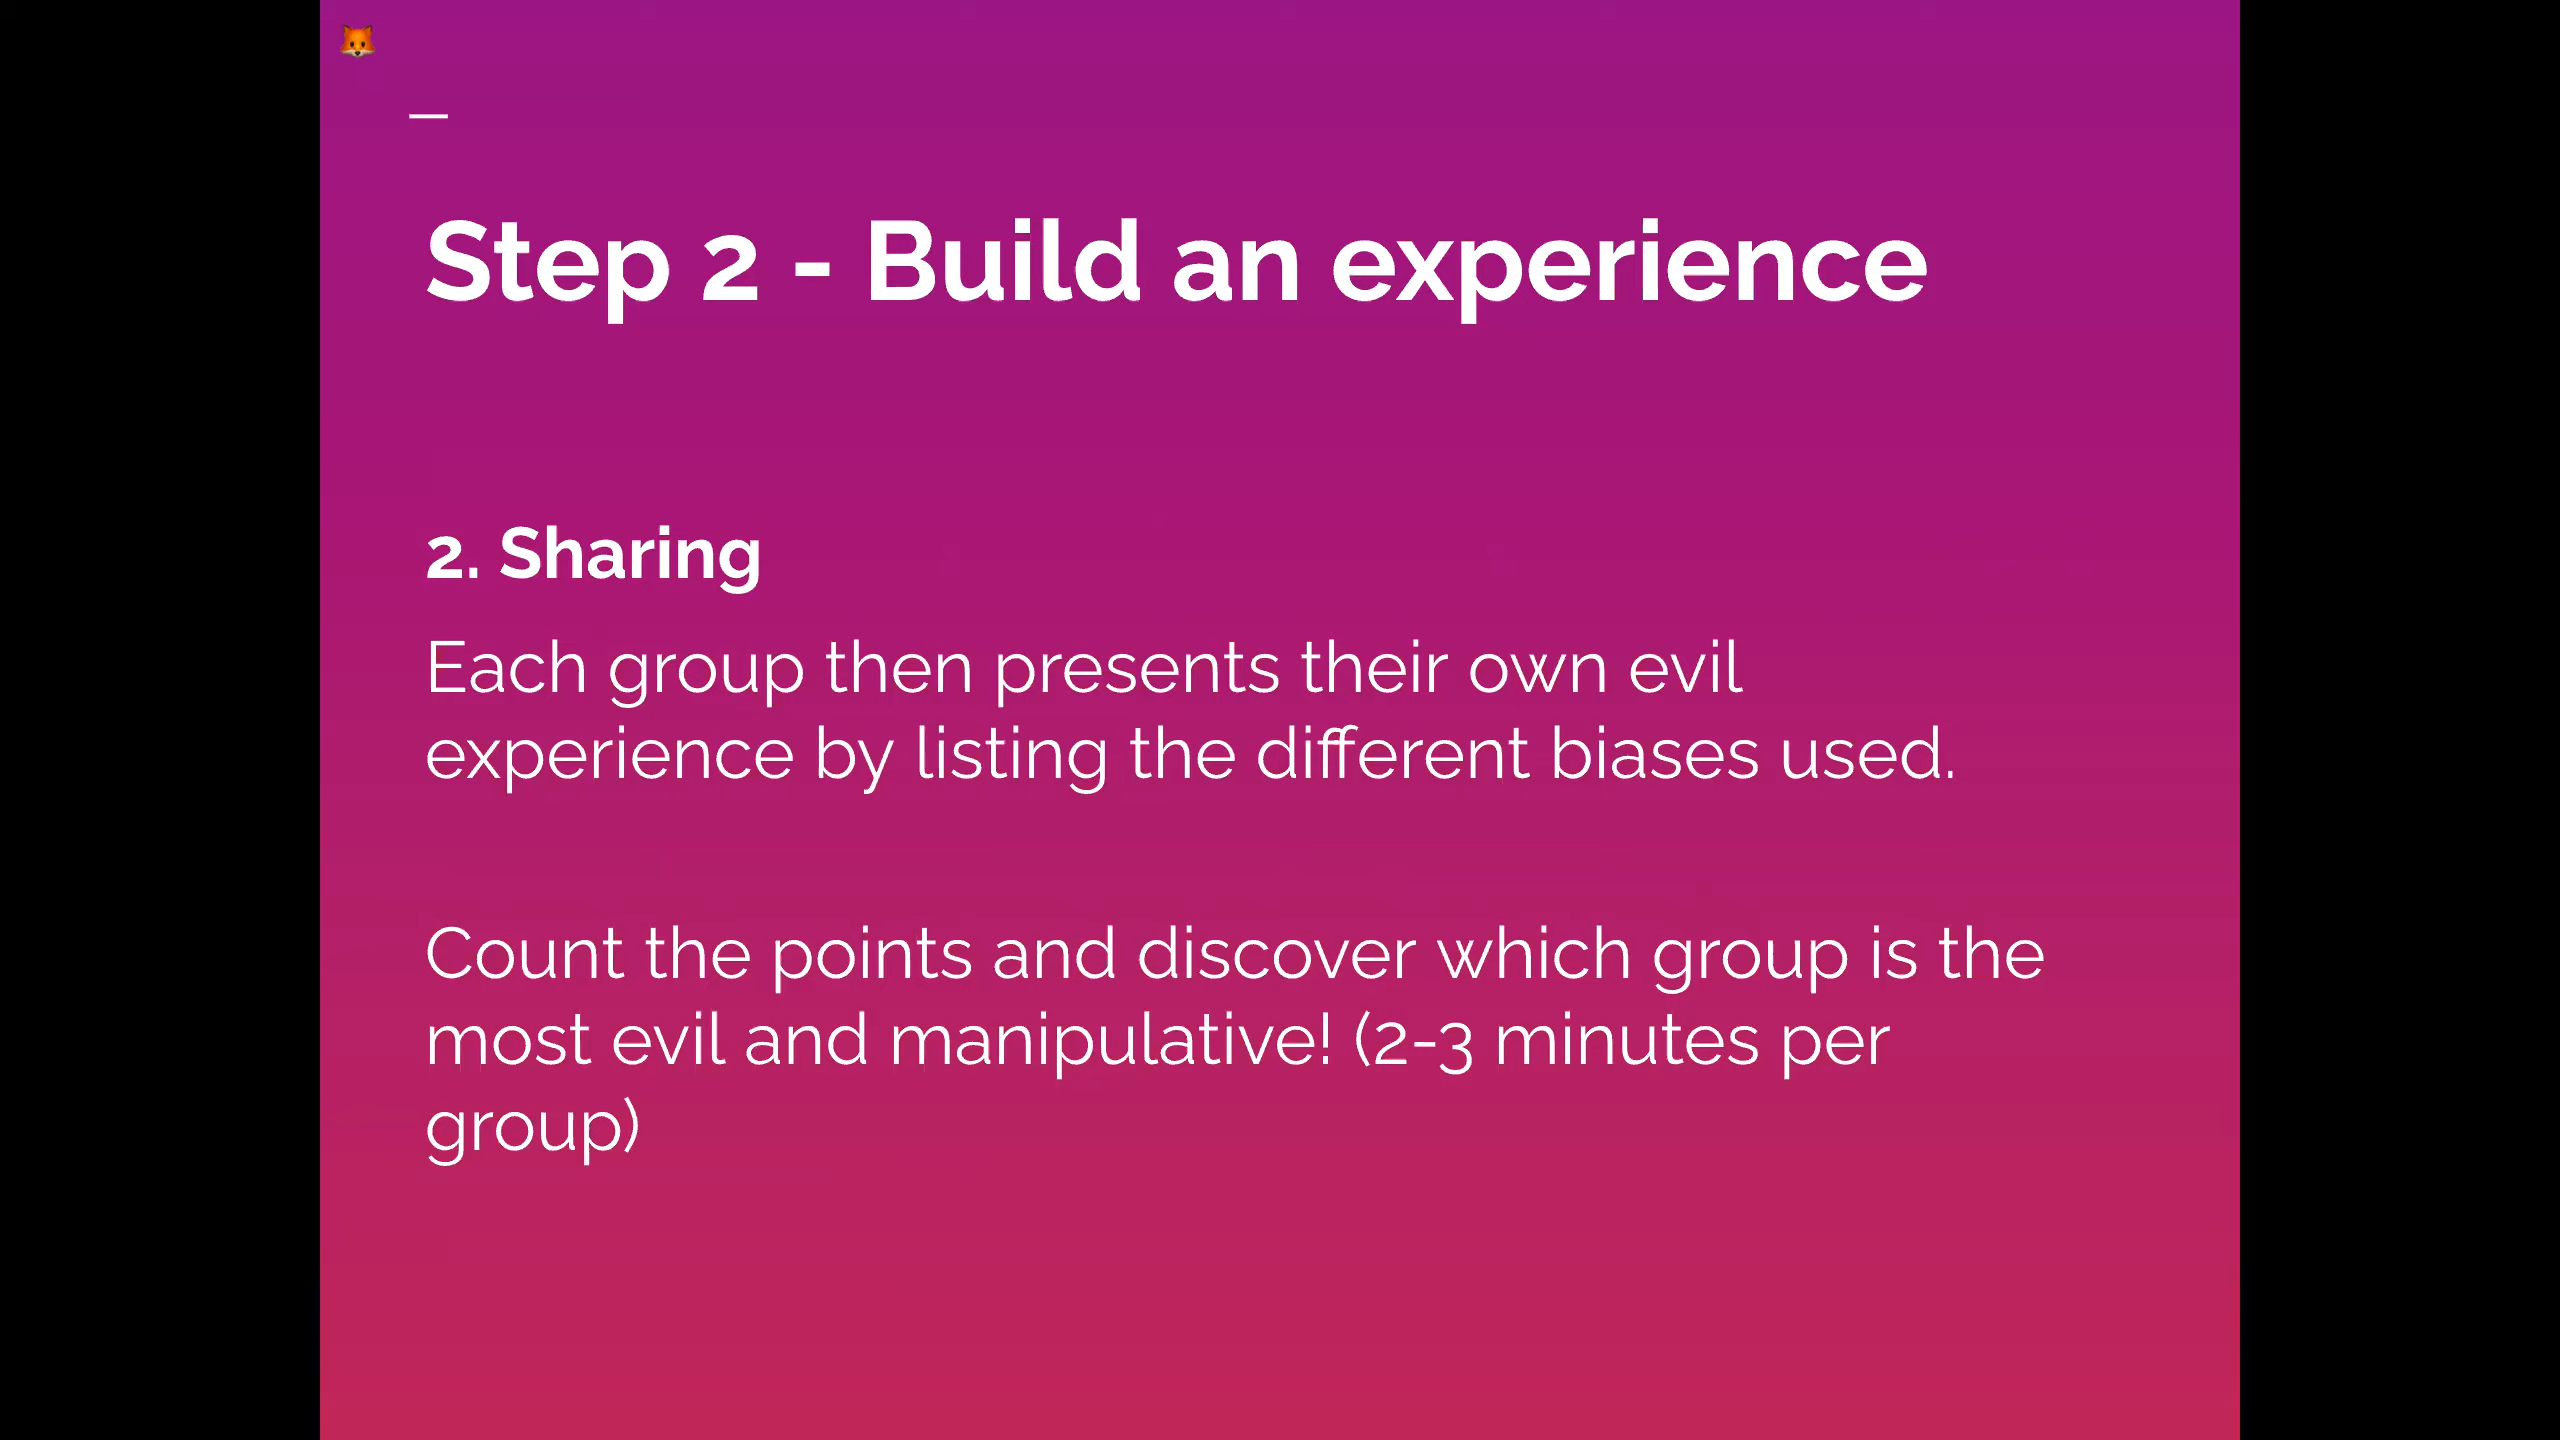 Step 2 - Build an experience
2. Sharing
Each group then presents their own evil
experience by listing the different biases used.
Count the points and discover which group is the
most evil and manipulative! (2-3 minutes per
group)